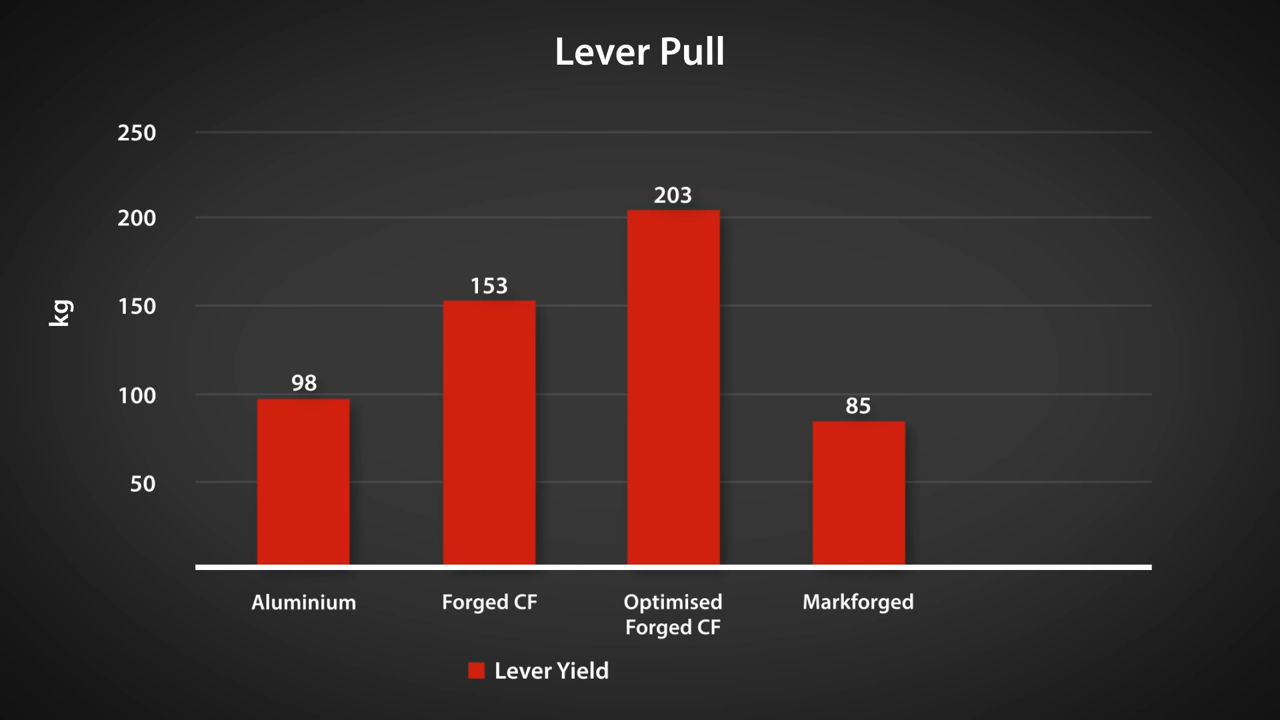 Lever Pull
250
200
150
100
50
kg
98
153
203
85
Aluminium
Forged CF
Optimised
Forged CF
Markforged
Lever Yield